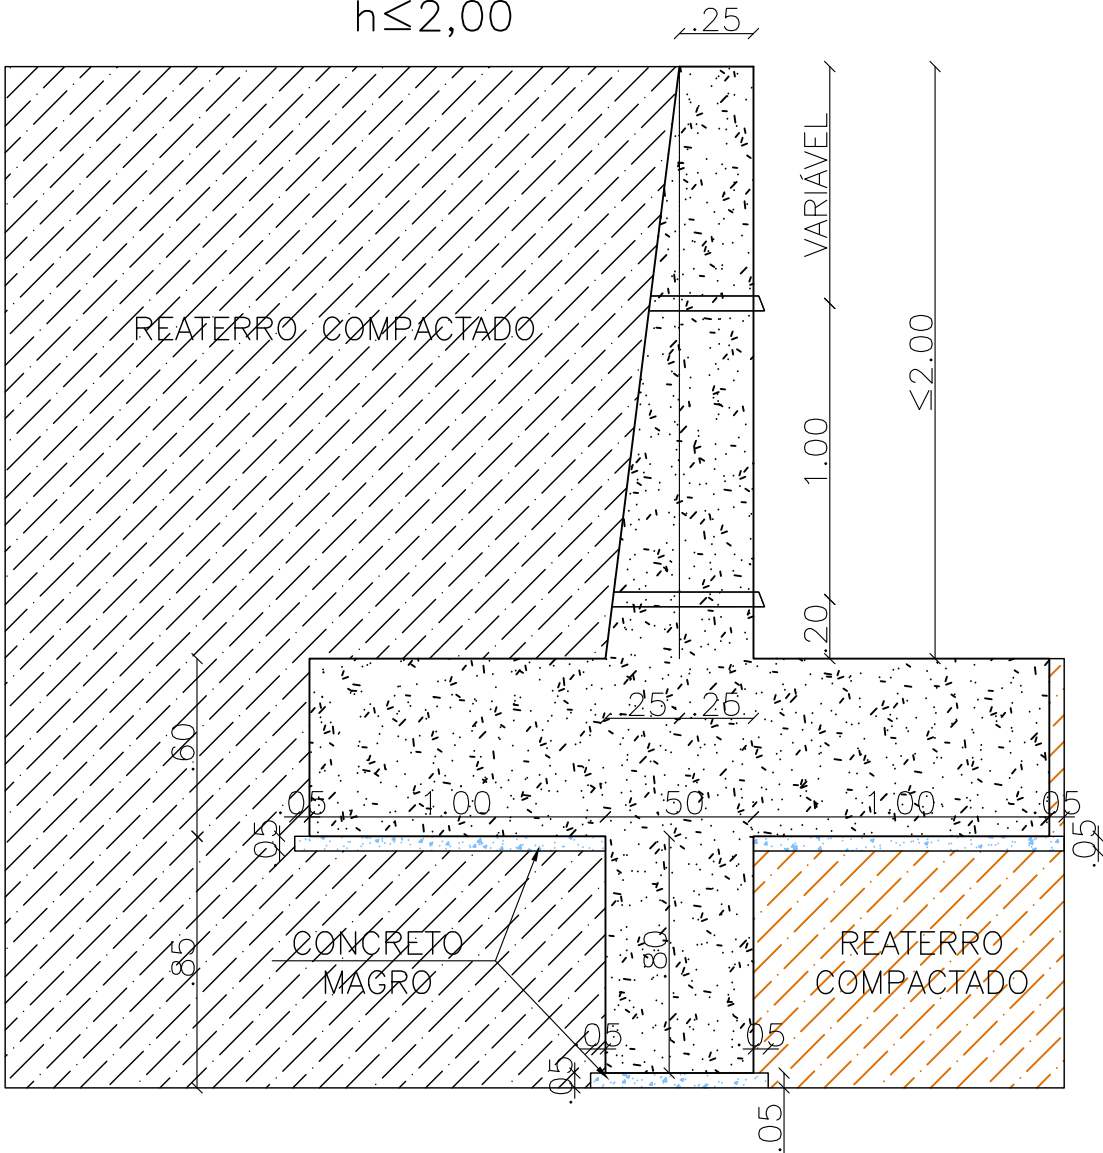 h≤2,00
.25
VARIÁVEL
REATERRO COMPACTADO
≤2.00
1.00
.20
.25
.25
.60
.05
1.00
.50
1.00
.05
.05
.05
.85
CONCRETO
MAGRO
.80
REATERRO
COMPACTADO
.05
.05
.05
.05